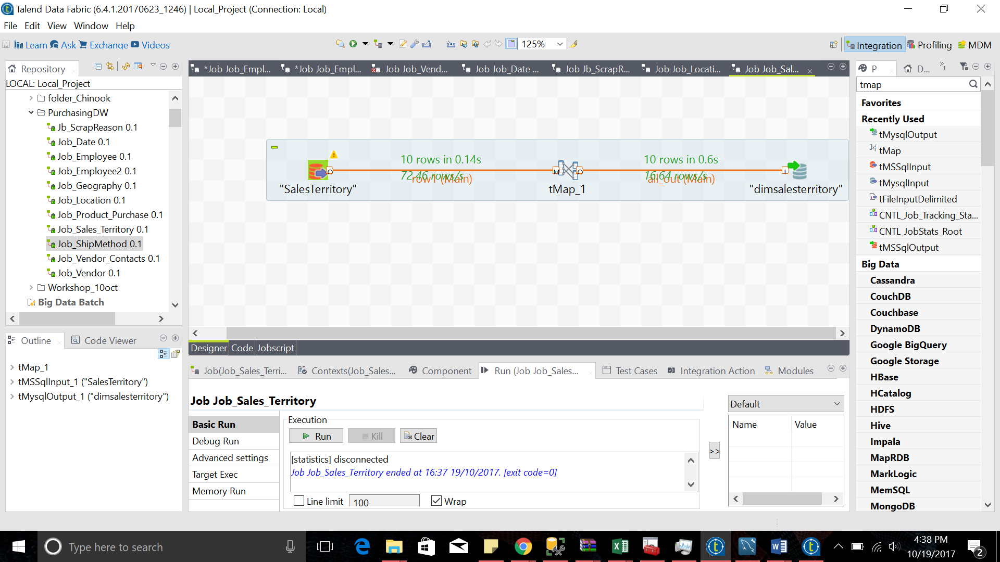 Talend Data Fabric (6.4.1.20170623_1246) | Local_Project (Connection: Local)
File Edit View Window Help
Learn Ask Exchange Videos
125%
Integration Profiling MDM
Repository
LOCAL: Local_Project
folder_Chinook
PurchasingDW
Jb_ScrapReason 0.1
Job_Date 0.1
Job_Employee 0.1
Job_Employee2 0.1
Job_Geography 0.1
Job_Location 0.1
Job_Product_Purchase 0.1
Job_Sales_Territory 0.1
Job_ShipMethod 0.1
Job_Vendor_Contacts 0.1
Job_Vendor 0.1
Workshop_10oct
Big Data Batch
Outline Code Viewer
tMap_1
tMSSqlInput_1 ("SalesTerritory")
tMysqlOutput_1 ("dimsalesterritory")
*Job Job_Empl... *Job Job_Empl... Job Job_Vend... Job Job_Date ... Job Jb_ScrapR... Job Job_Locati... Job Job_Sal...
10 rows in 0.14s 10 rows in 0.6s
72.46 rows/s 16.64 rows/s
row1 (Main) all_out (Main)
O M O I
"SalesTerritory" tMap_1 "dimsalesterritory"
Designer Code Jobscript
Job(Job_Sales_Terri... Contexts(Job_Sales... Component Run (Job Job_Sales... Test Cases Integration Action Modules
Job Job_Sales_Territory
Basic Run
Debug Run
Advanced settings
Target Exec
Memory Run
Execution
Run Kill Clear
[statistics] disconnected
Job Job_Sales_Territory ended at 16:37 19/10/2017. [exit code=0]
Line limit 100 Wrap
>>
Default
Name Value
P D... »1
tmap
Favorites
Recently Used
tMysqlOutput
tMap
tMSSqlInput
tMysqlInput
tFileInputDelimited
CNTL_Job_Tracking_Sta...
CNTL_JobStats_Root
tMSSqlOutput
Big Data
Cassandra
CouchDB
Couchbase
DynamoDB
Google BigQuery
Google Storage
HBase
HCatalog
HDFS
Hive
Impala
MapRDB
MarkLogic
MemSQL
MongoDB
Type here to search
4:38 PM
10/19/2017
2